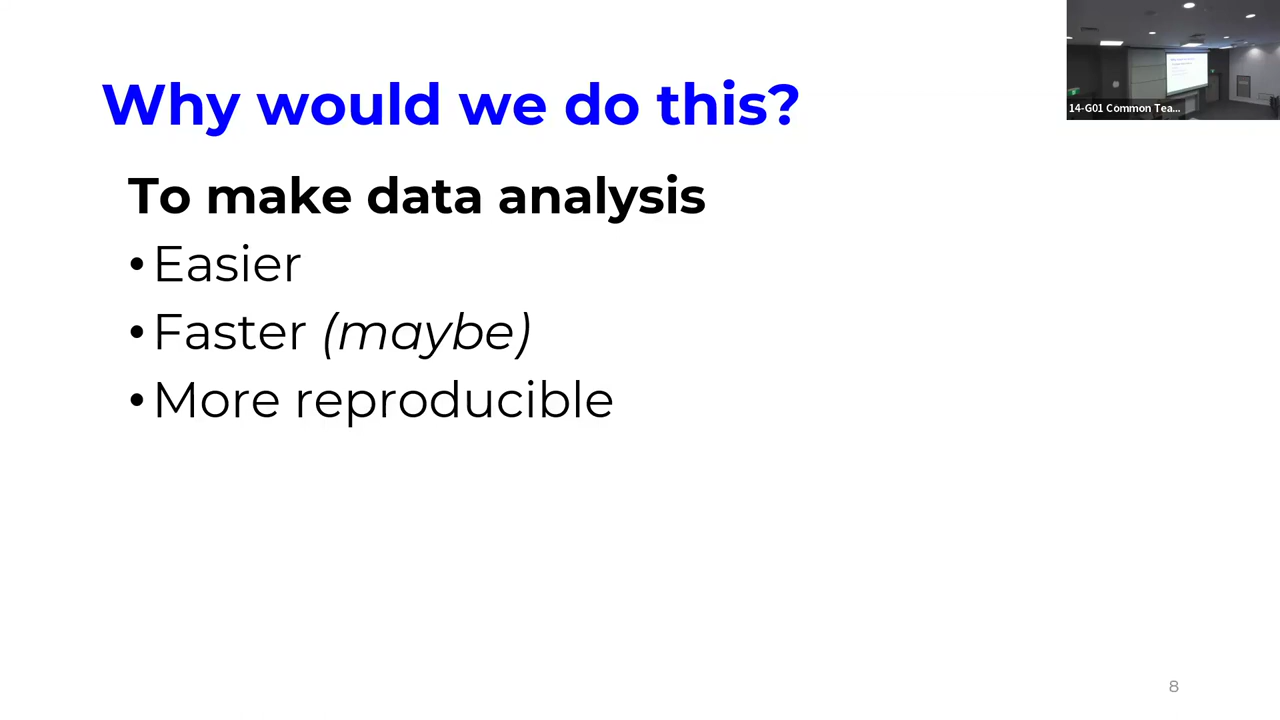 Why would we do this?
14-G01 Common Tea...
To make data analysis
•Easier
•Faster (maybe)
•More reproducible
8